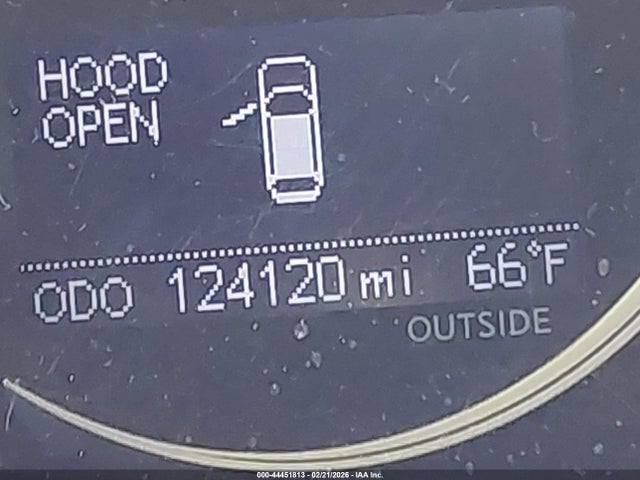 HOOD
OPEN
ODO 124120 mi 66°F
OUTSIDE
000-44451813 - 02/21/2026 - IAA Inc.